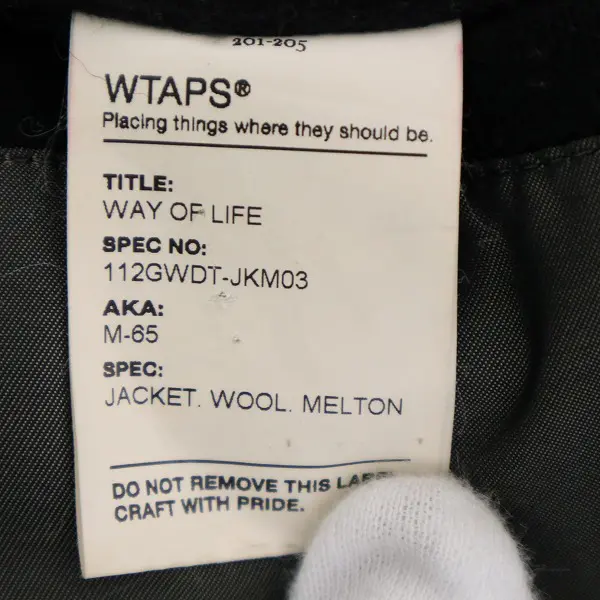 201-205
WTAPS®
Placing things where they should be.
TITLE:
WAY OF LIFE
SPEC NO:
112GWDT-JKM03
AKA:
M-65
SPEC:
JACKET. WOOL. MELTON
DO NOT REMOVE THIS LABEL
CRAFT WITH PRIDE.